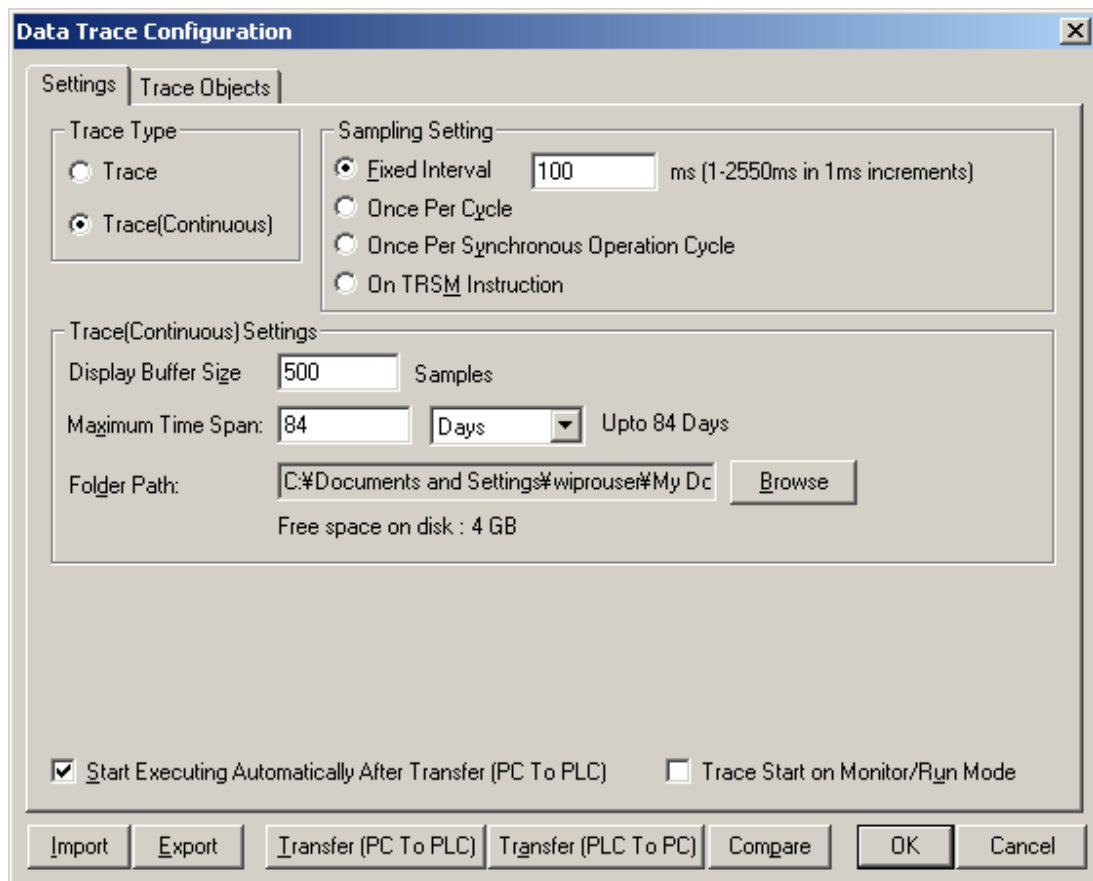 Data Trace Configuration
Settings
Trace Objects
Trace Type
Trace
Trace(Continuous)
Sampling Setting
Fixed Interval 100 ms (1-2550ms in 1ms increments)
Once Per Cycle
Once Per Synchronous Operation Cycle
On TRSM Instruction
Trace(Continuous) Settings
Display Buffer Size 500 Samples
Maximum Time Span: 84 Days Upto 84 Days
Folder Path: C:¥Documents and Settings¥wiprouser¥My Dc Browse
Free space on disk : 4 GB
Start Executing Automatically After Transfer (PC To PLC) Trace Start on Monitor/Run Mode
Import Export Transfer (PC To PLC) Transfer (PLC To PC) Compare OK Cancel